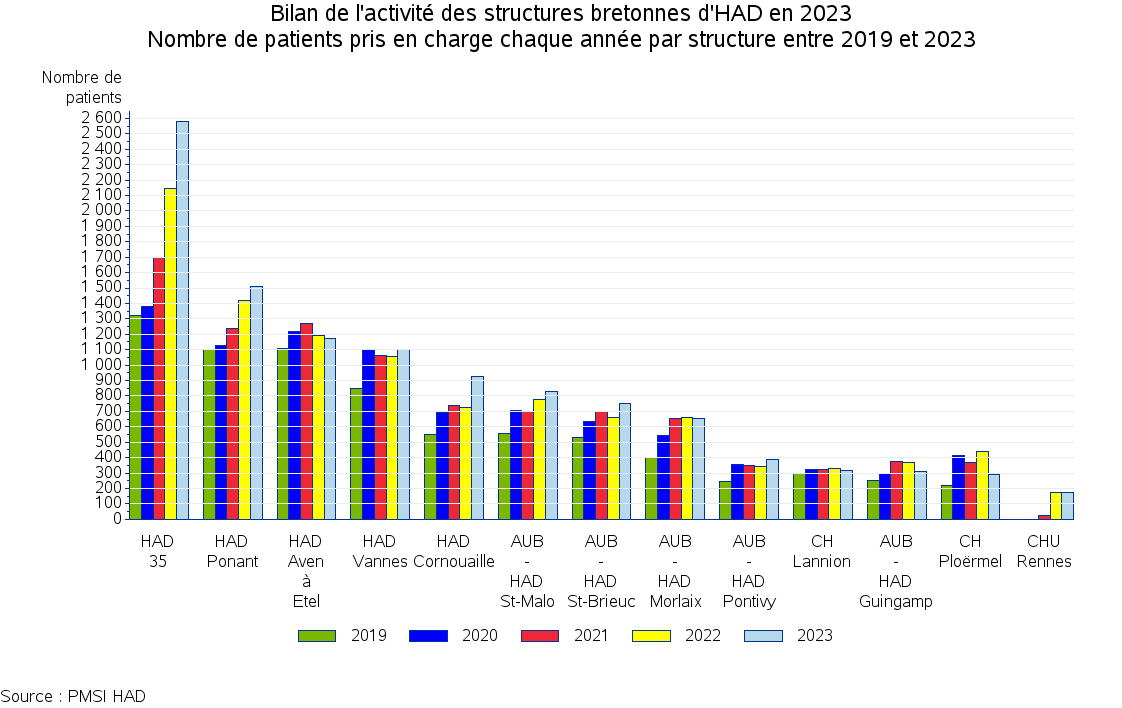 Bilan de l'activité des structures bretonnes d'HAD en 2023
Nombre de patients pris en charge chaque année par structure entre 2019 et 2023
Nombre de
patients
2 600
2 500
2 400
2 300
2 200
2 100
2 000
1 900
1 800
1 700
1 600
1 500
1 400
1 300
1 200
1 100
1 000
900
800
700
600
500
400
300
200
100
0
HAD
35
HAD
Ponant
HAD
Aven
à
Etel
HAD
Vannes
HAD
Cornouaille
AUB
-
HAD
St-Malo
AUB
-
HAD
St-Brieuc
AUB
-
HAD
Morlaix
AUB
-
HAD
Pontivy
CH
Lannion
AUB
-
HAD
Guingamp
CH
Ploërmel
CHU
Rennes
2019 2020 2021 2022 2023
Source : PMSI HAD